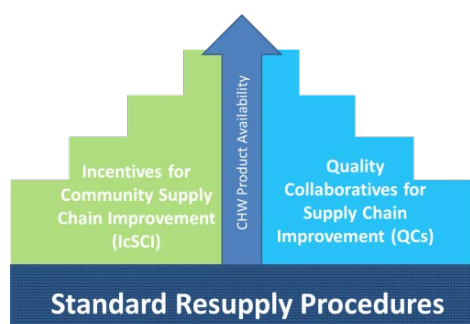 Incentives for
Community Supply
Chain Improvement
(IcSCI)
CHW Product Availability
Quality
Collaboratives for
Supply Chain
Improvement (QCs)
Standard Resupply Procedures